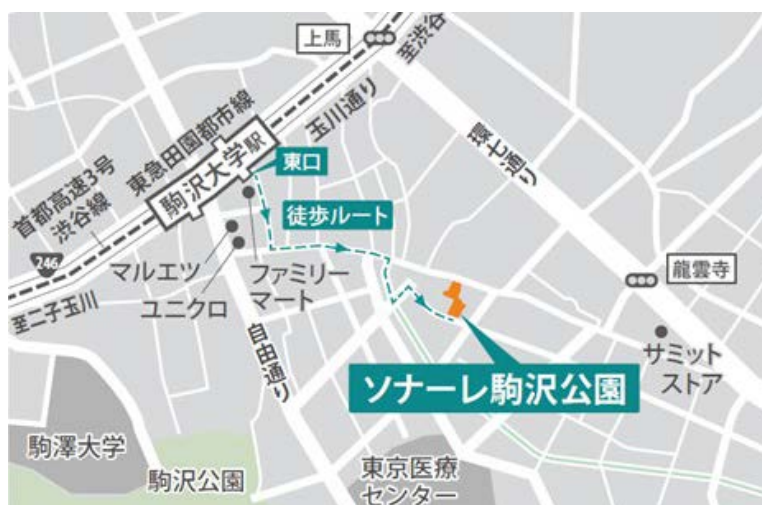 上馬
至渋谷
東急田園都市線
玉川通り
環七通り
駒沢大学駅
東口
首都高速3号
渋谷線
徒歩ルート
246
マルエツ
ファミリー
マート
ユニクロ
龍雲寺
至二子玉川
自由通り
サミット
ストア
ソナーレ駒沢公園
駒澤大学
駒沢公園
東京医療
センター